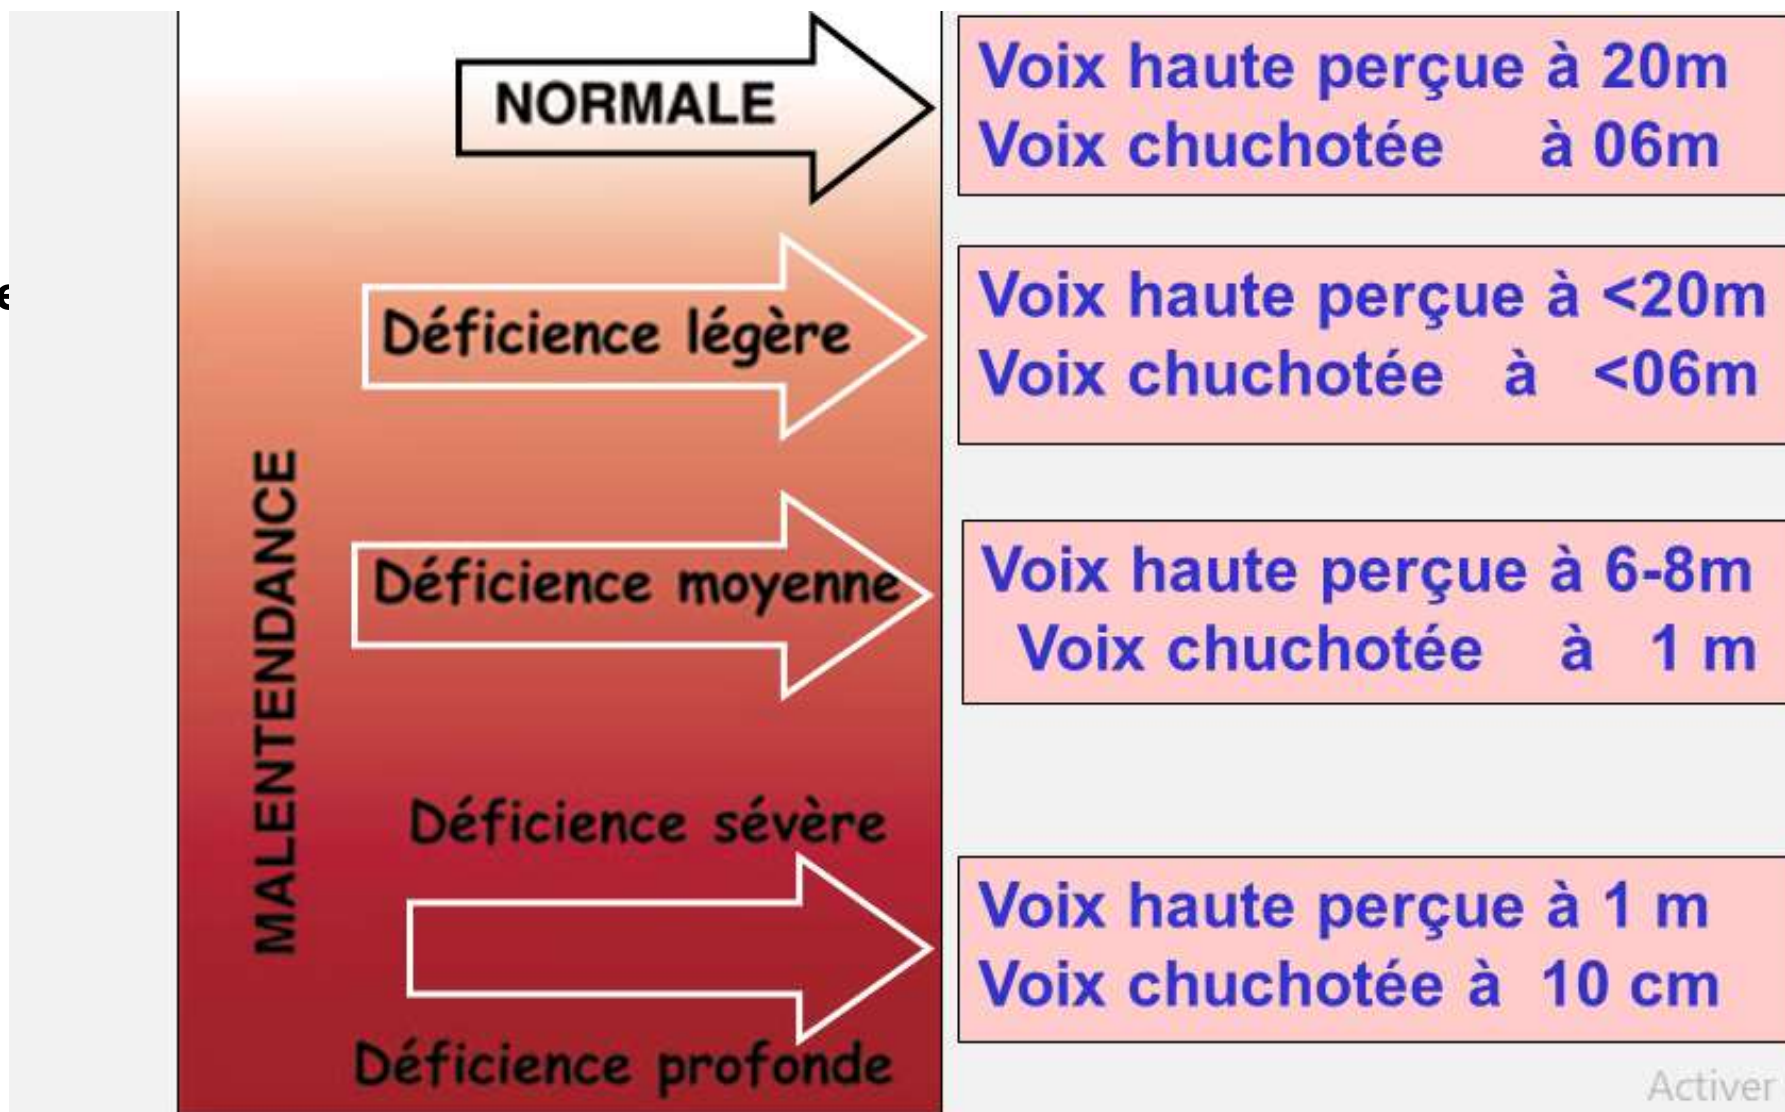 NORMALE
Voix haute perçue à 20m
Voix chuchotée à 06m
Déficience légère
Voix haute perçue à <20m
Voix chuchotée à <06m
MALENTENDANCE
Déficience moyenne
Voix haute perçue à 6-8m
Voix chuchotée à 1 m
Déficience sévère
Voix haute perçue à 1 m
Voix chuchotée à 10 cm
Déficience profonde
Activer